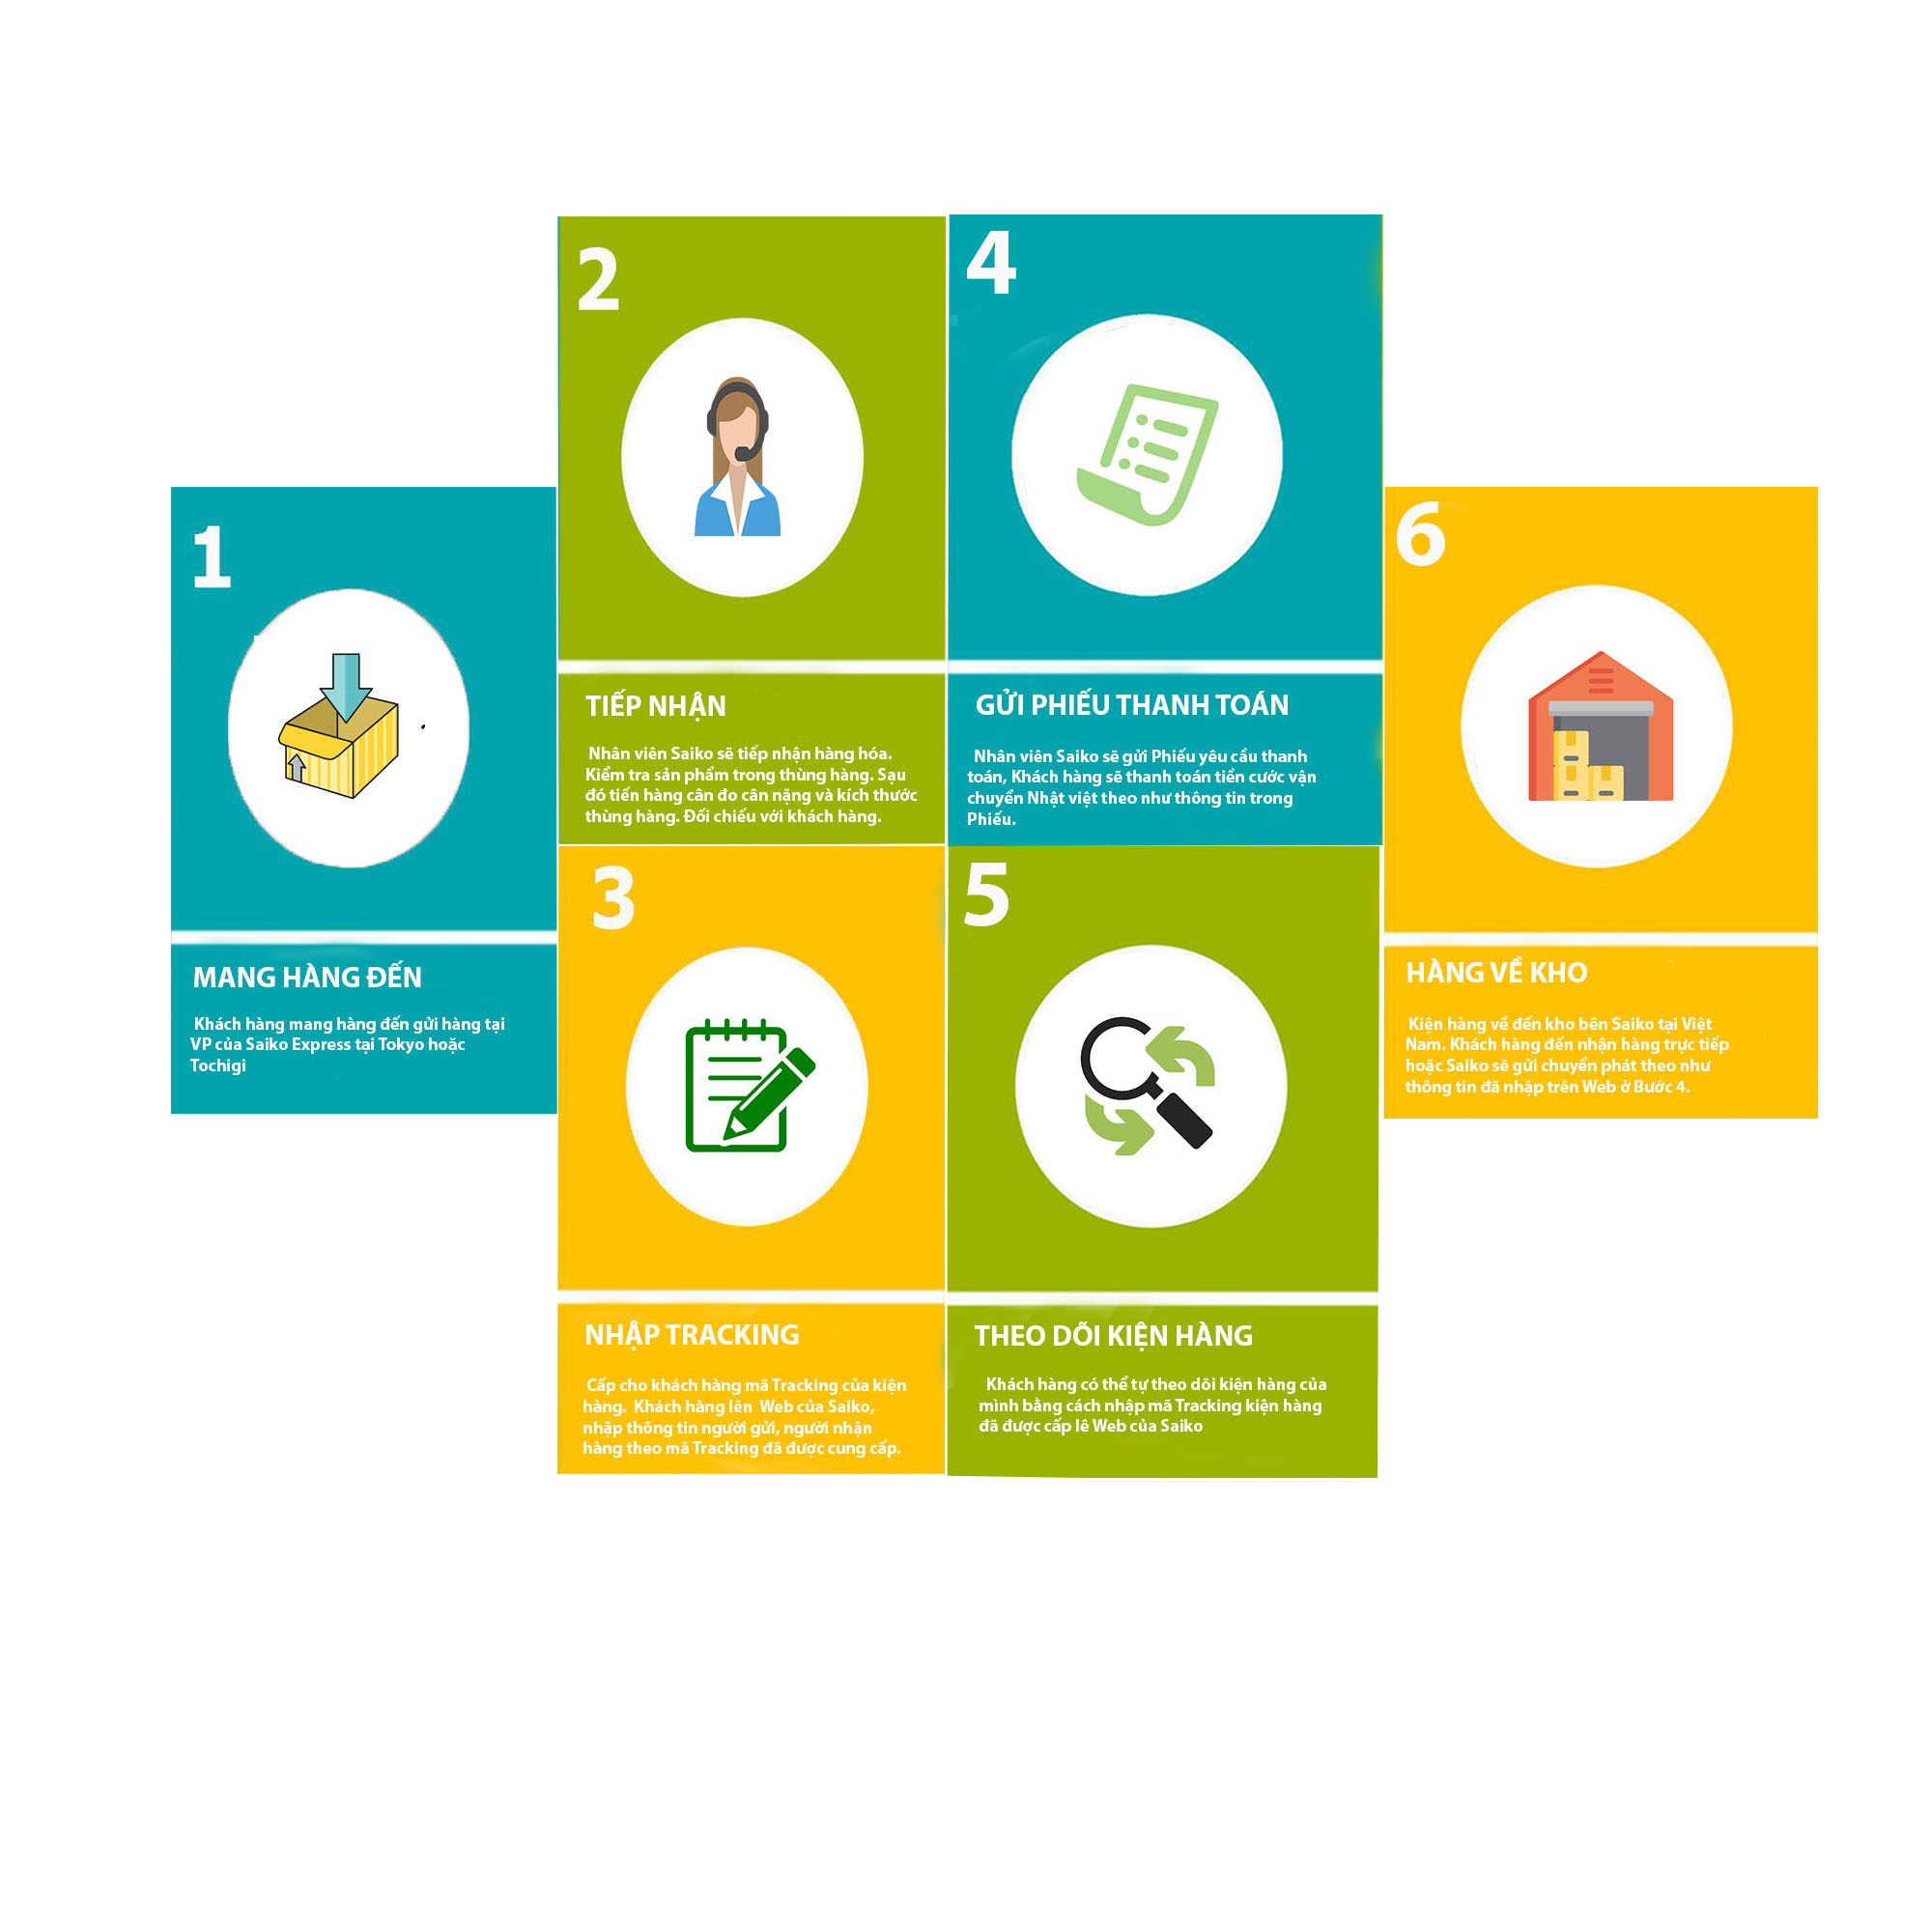 1
MANG HÀNG ĐẾN
Khách hàng mang hàng đến gửi hàng tại
VP của Saiko Express tại Tokyo hoặc
Tochigi
2
TIẾP NHẬN
Nhân viên Saiko sẽ tiếp nhận hàng hóa.
Kiểm tra sản phẩm trong thùng hàng. Sạu
đó tiến hàng cân đo cân nặng và kích thước
thùng hàng. Đối chiếu với khách hàng.
3
NHẬP TRACKING
Cấp cho khách hàng mã Tracking của kiện
hàng. Khách hàng lên Web của Saiko,
nhập thông tin người gửi, người nhận
hàng theo mã Tracking đã được cung cấp.
4
GỬI PHIẾU THANH TOÁN
Nhân viên Saiko sẽ gửi Phiếu yêu cầu thanh
toán, Khách hàng sẽ thanh toán tiền cước vận
chuyển Nhật việt theo như thông tin trong
Phiếu.
5
THEO DÕI KIỆN HÀNG
Khách hàng có thể tự theo dõi kiện hàng của
mình bằng cách nhập mã Tracking kiện hàng
đã được cấp lê Web của Saiko
6
HÀNG VỀ KHO
Kiện hàng về đến kho bên Saiko tại Việt
Nam. Khách hàng đến nhận hàng trực tiếp
hoặc Saiko sẽ gửi chuyển phát theo như
thông tin đã nhập trên Web ở Bước 4.